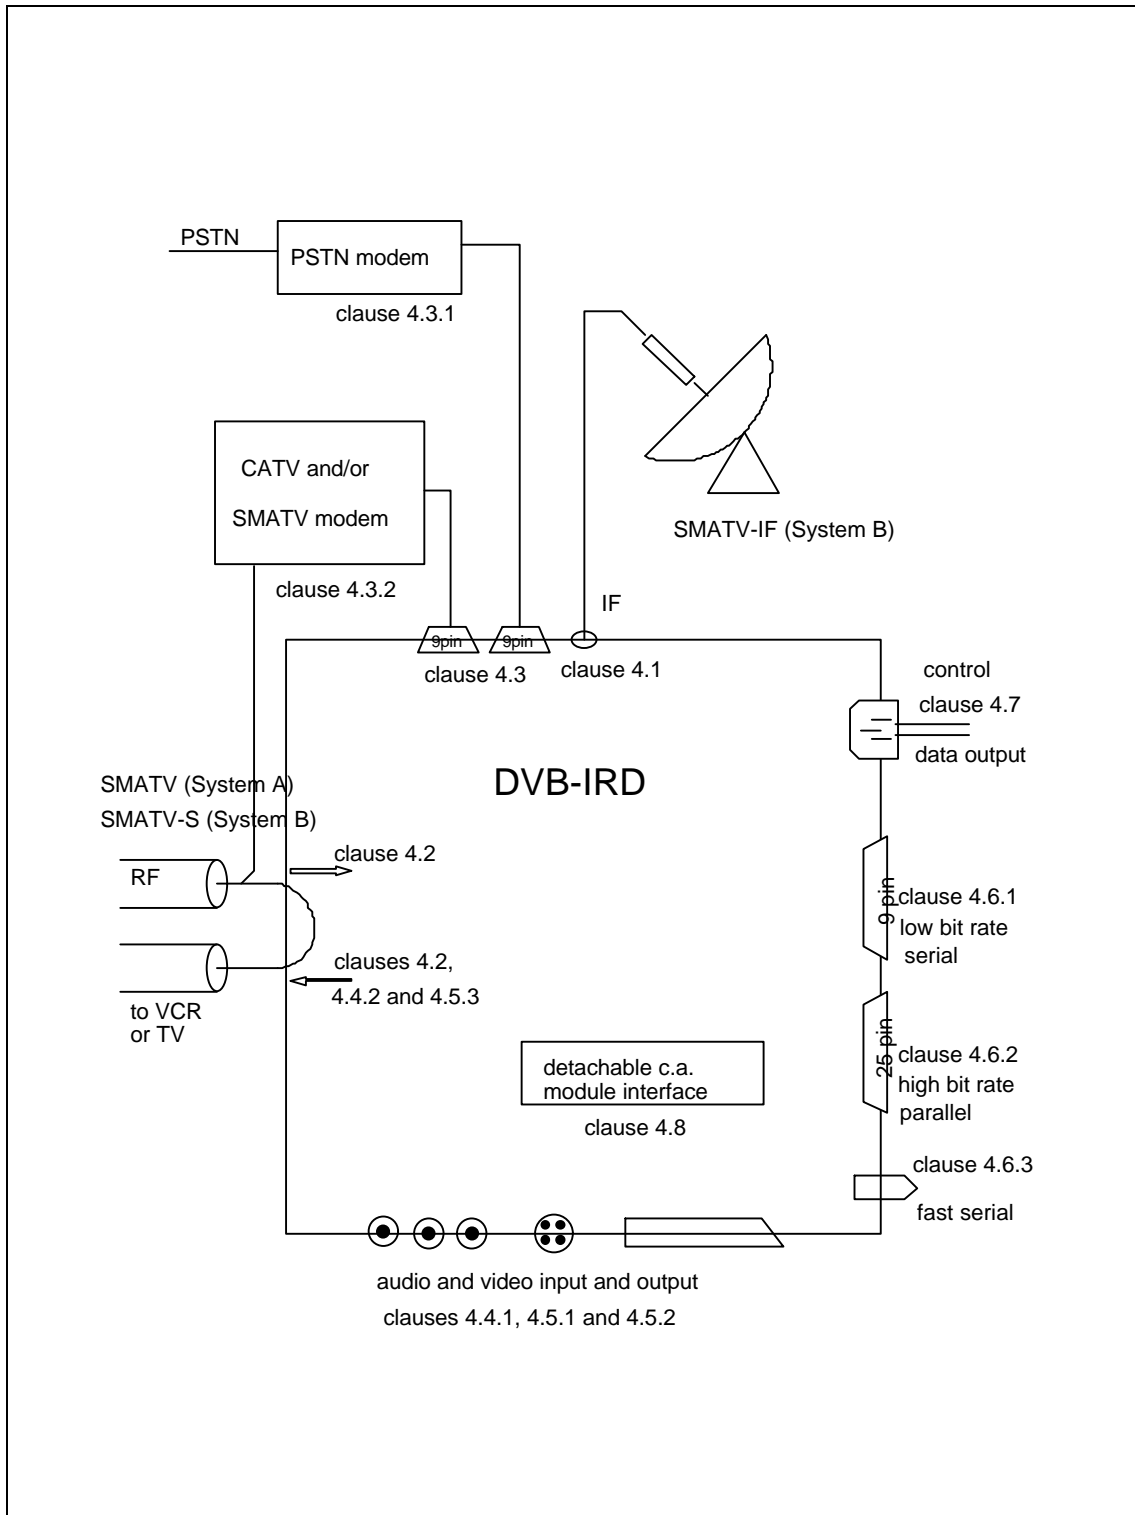 PSTN
PSTN modem
clause 4.3.1
CATV and/or
SMATV modem
clause 4.3.2
SMATV-IF (System B)
IF
9pin
9pin
clause 4.3
clause 4.1
control
clause 4.7
data output
DVB-IRD
SMATV (System A)
SMATV-S (System B)
RF
clause 4.2
to VCR
or TV
clauses 4.2,
4.4.2 and 4.5.3
9 pin
clause 4.6.1
low bit rate
serial
25 pin
clause 4.6.2
high bit rate
parallel
detachable c.a.
module interface
clause 4.8
clause 4.6.3
fast serial
audio and video input and output
clauses 4.4.1, 4.5.1 and 4.5.2